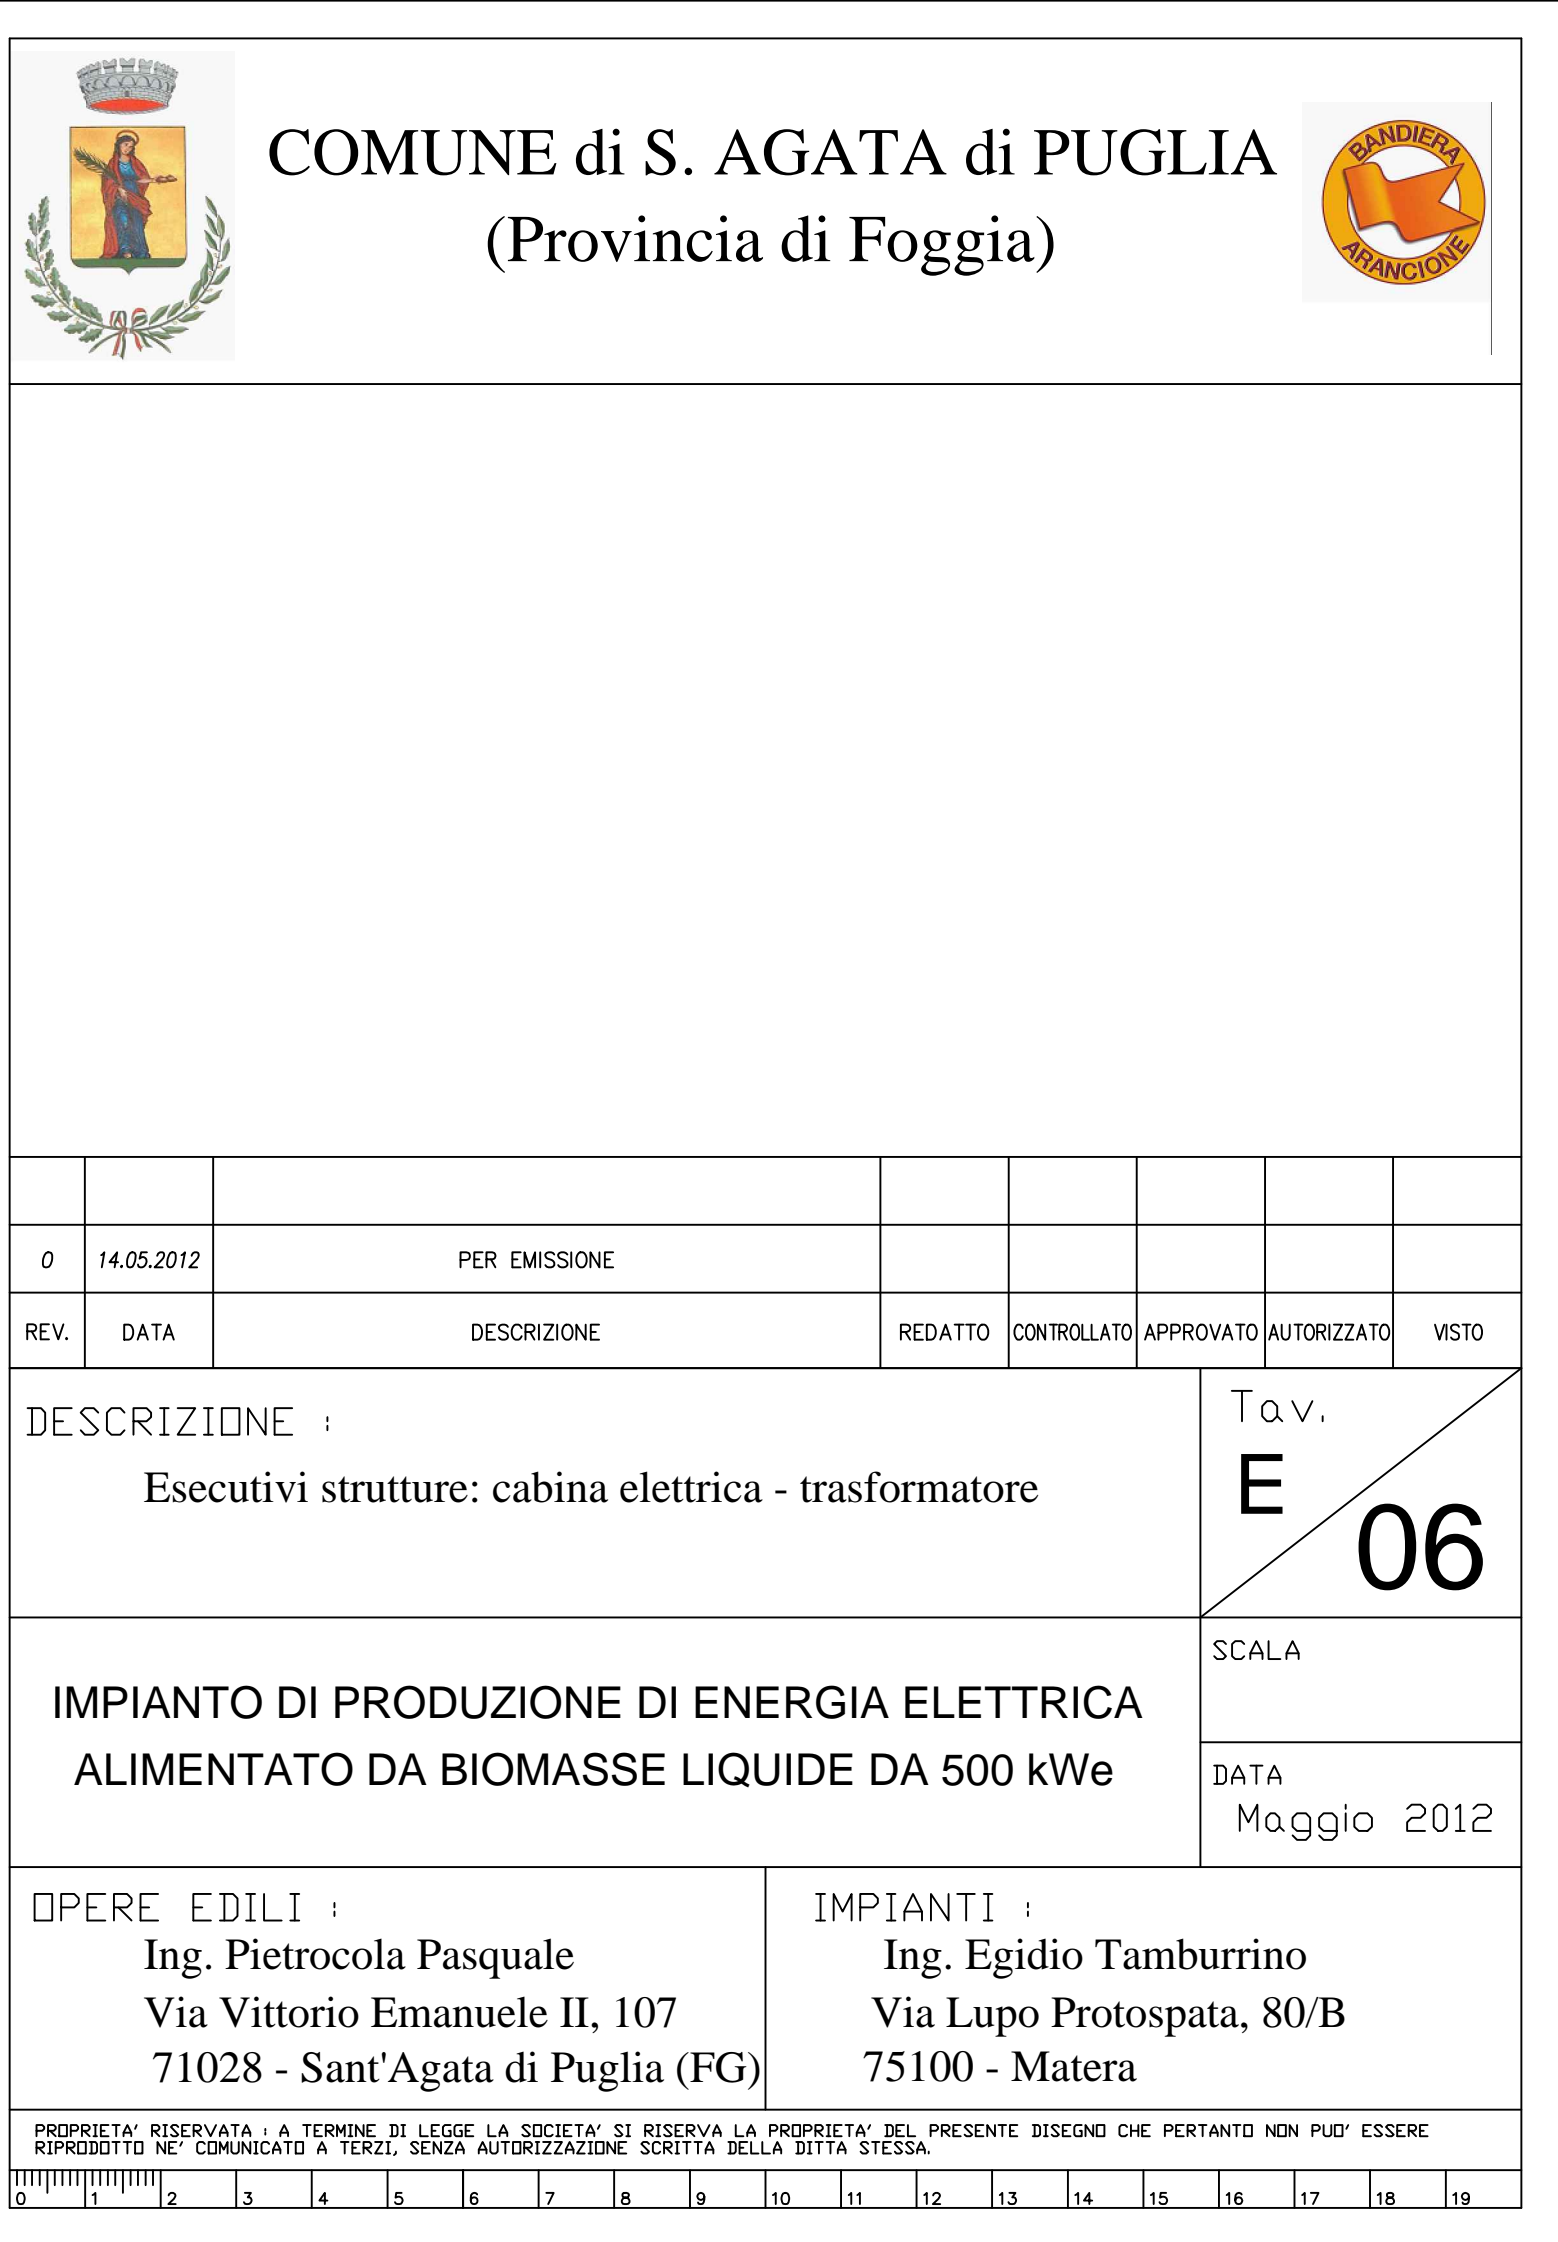 COMUNE di S. AGATA di PUGLIA
(Provincia di Foggia)
BANDIERA
ARANCIONE
0 14.05.2012 PER EMISSIONE
REV. DATA DESCRIZIONE REDATTO CONTROLLATO APPROVATO AUTORIZZATO VISTO
DESCRIZIONE :
Esecutivi strutture: cabina elettrica - trasformatore
Tav.
E
06
IMPIANTO DI PRODUZIONE DI ENERGIA ELETTRICA
ALIMENTATO DA BIOMASSE LIQUIDE DA 500 kWe
SCALA
DATA
Maggio 2012
OPERE EDILI :
Ing. Pietrocola Pasquale
Via Vittorio Emanuele II, 107
71028 - Sant'Agata di Puglia (FG)
IMPIANTI :
Ing. Egidio Tamburrino
Via Lupo Protospata, 80/B
75100 - Matera
PROPRIETA' RISERVATA : A TERMINE DI LEGGE LA SOCIETA' SI RISERVA LA PROPRIETA' DEL PRESENTE DISEGNO CHE PERTANTO NON PUO' ESSERE
RIPRODOTTO NE' COMUNICATO A TERZI, SENZA AUTORIZZAZIONE SCRITTA DELLA DITTA STESSA.
0 1 2 3 4 5 6 7 8 9 10 11 12 13 14 15 16 17 18 19